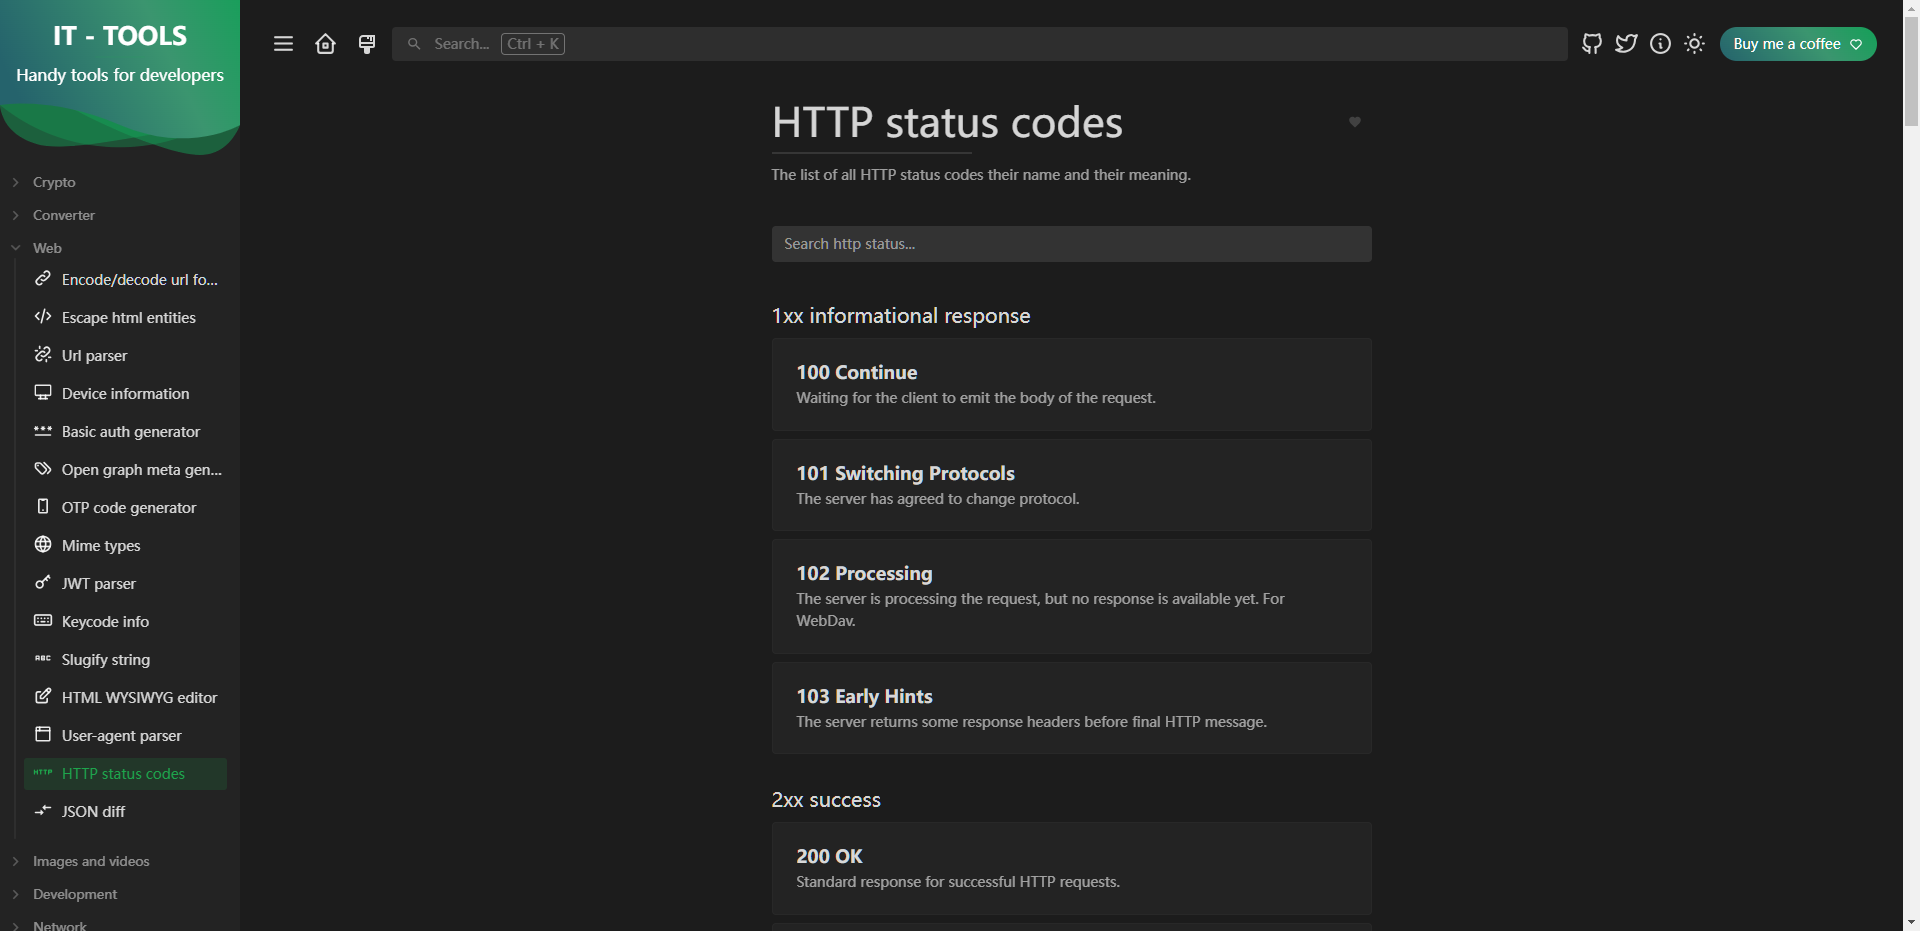 IT - TOOLS
Handy tools for developers
Crypto
Converter
Web
Encode/decode url fo...
Escape html entities
Url parser
Device information
Basic auth generator
Open graph meta gen...
OTP code generator
Mime types
JWT parser
Keycode info
ABC
Slugify string
HTML WYSIWYG editor
User-agent parser
HTTP
HTTP status codes
JSON diff
Images and videos
Development
Network
Search...
Ctrl + K
Buy me a coffee
HTTP status codes
The list of all HTTP status codes their name and their meaning.
Search http status...
1xx informational response
100 Continue
Waiting for the client to emit the body of the request.
101 Switching Protocols
The server has agreed to change protocol.
102 Processing
The server is processing the request, but no response is available yet. For
WebDav.
103 Early Hints
The server returns some response headers before final HTTP message.
2xx success
200 OK
Standard response for successful HTTP requests.